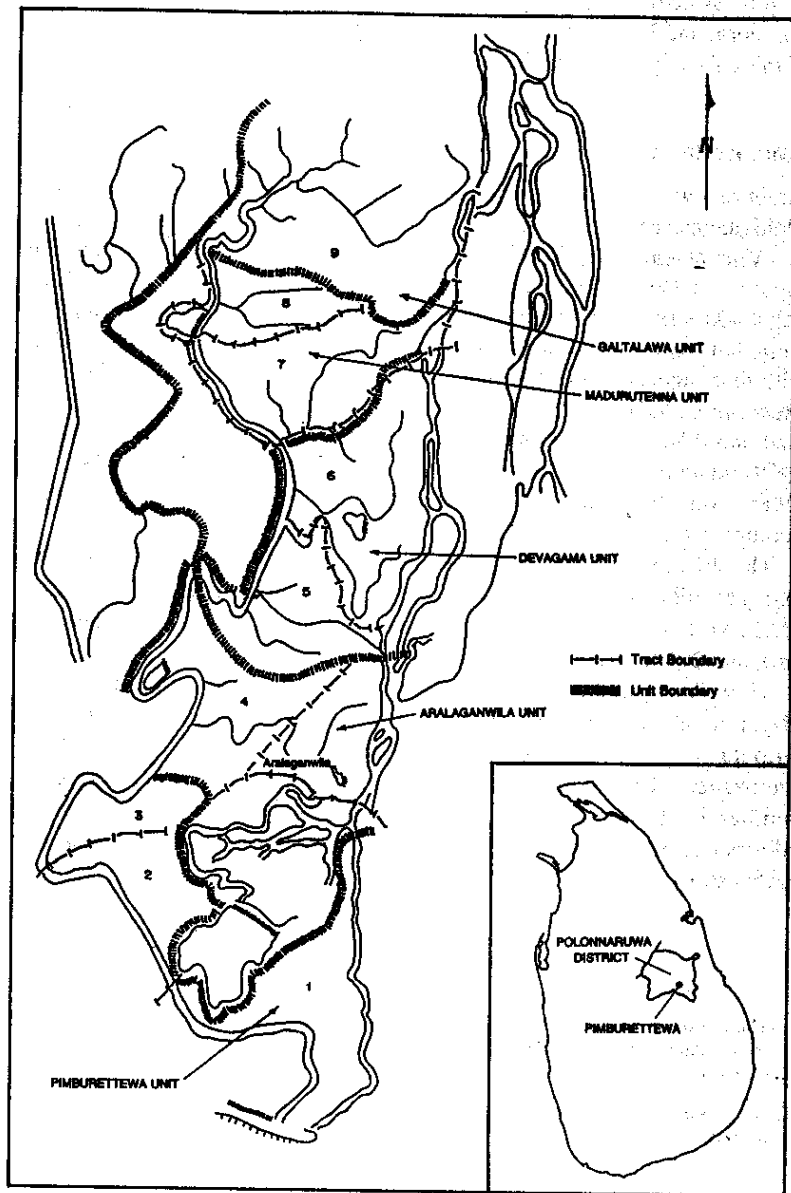 N
9
8
GALTALAWA UNIT
7
MADURUTENNA UNIT
6
DEVAGAMA UNIT
5
Tract Boundary
Unit Boundary
4
ARALAGANWILA UNIT
Aralaganwila
3
2
POLONNARUWA
DISTRICT
PIMBURETTEWA
1
PIMBURETTEWA UNIT